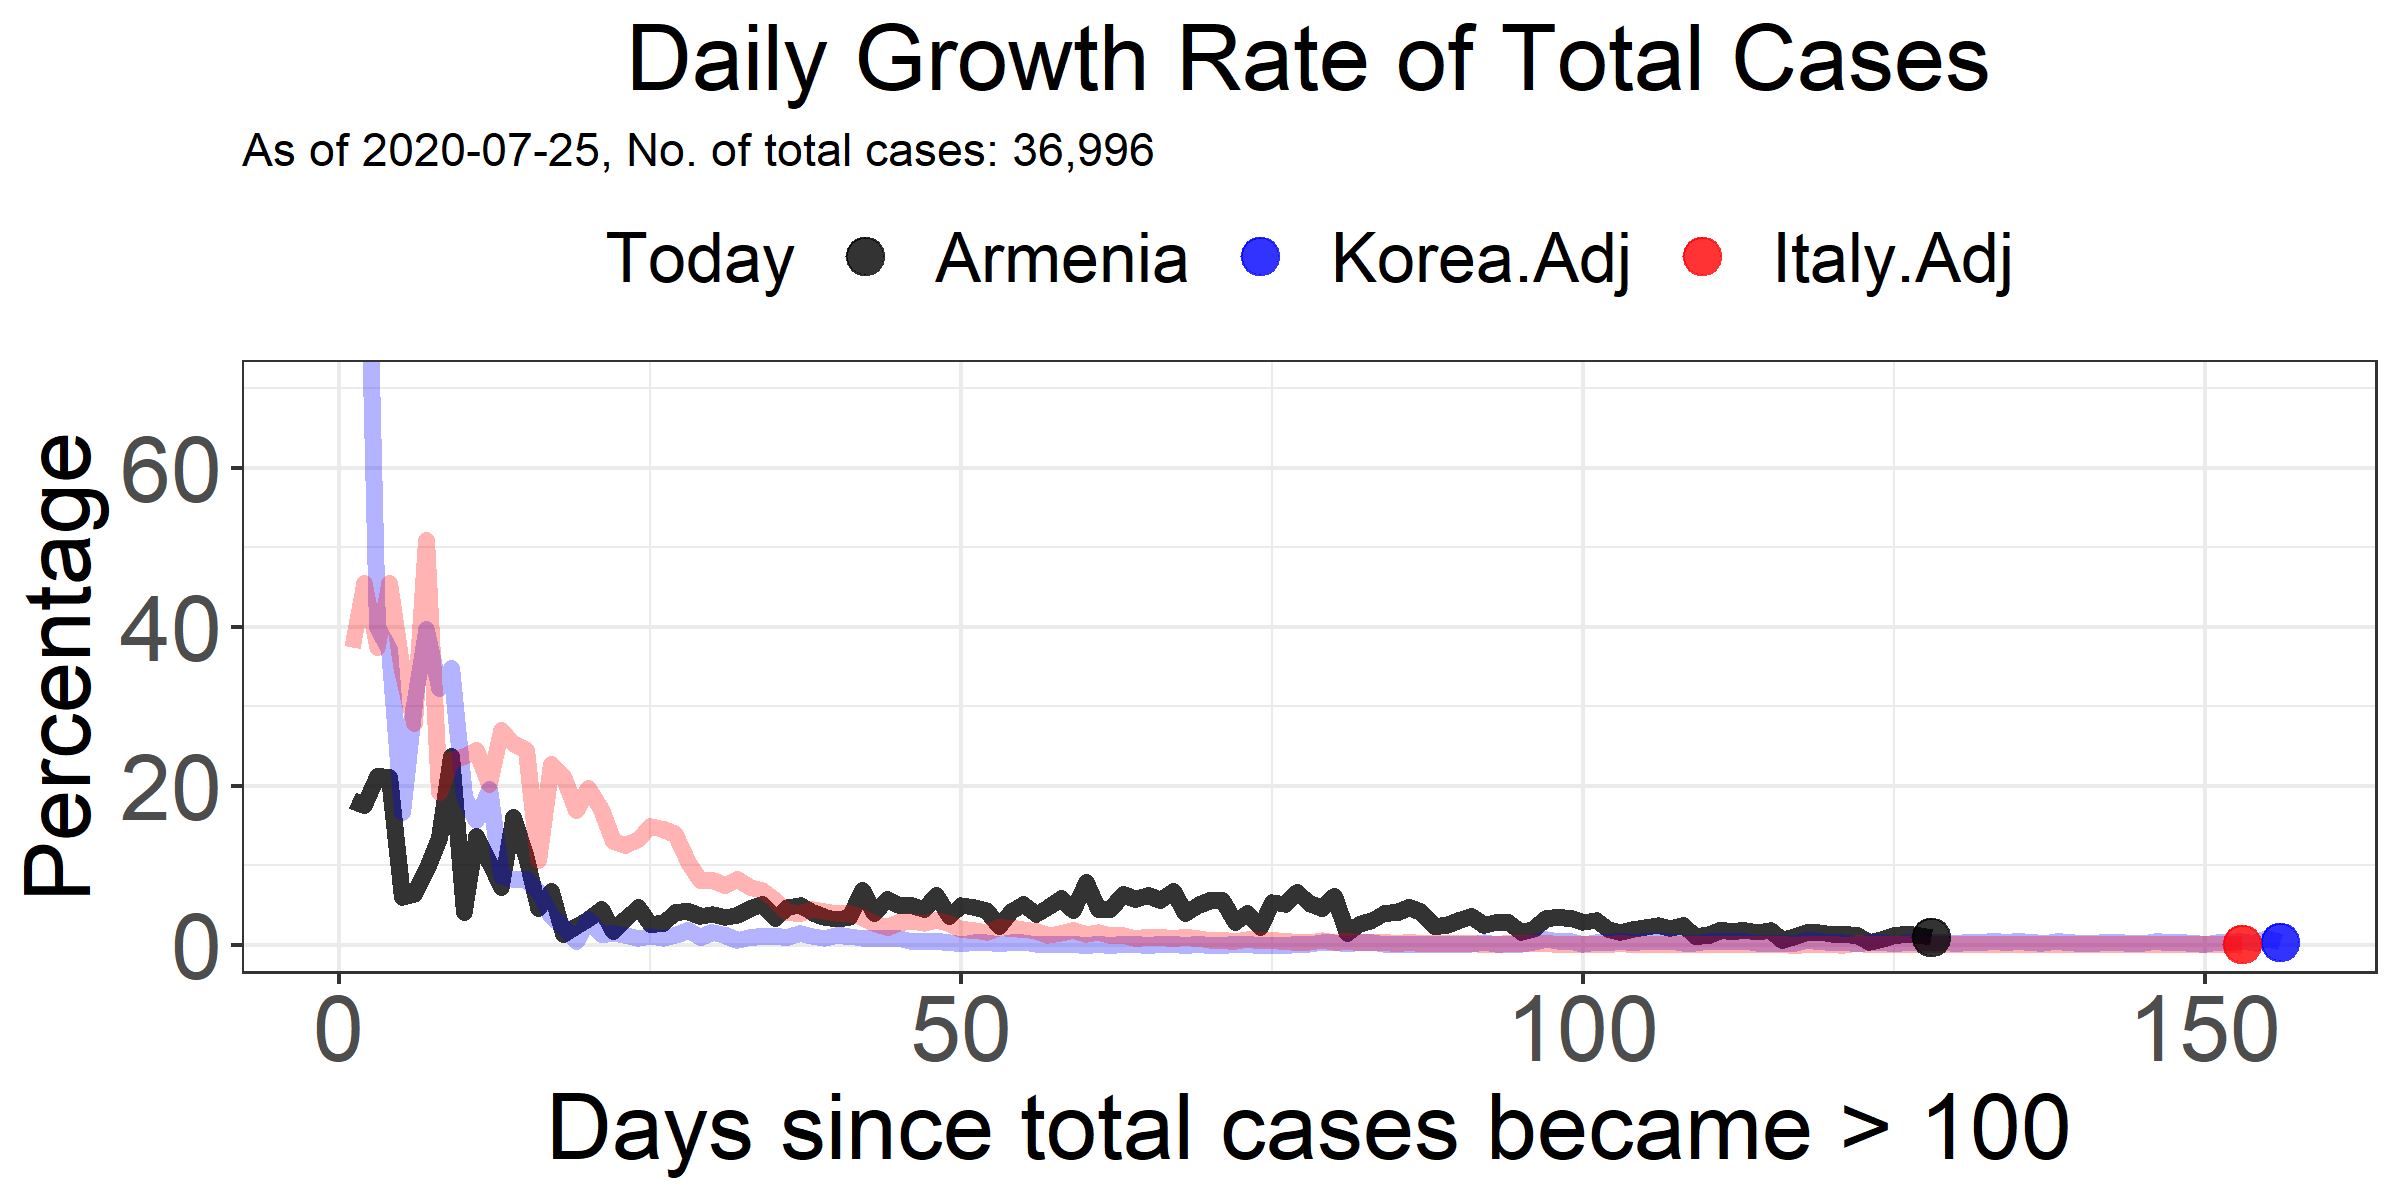 Daily Growth Rate of Total Cases
As of 2020-07-25, No. of total cases: 36,996
Today Armenia Korea.Adj Italy.Adj
Percentage
60
40
20
0
0 50 100 150
Days since total cases became > 100